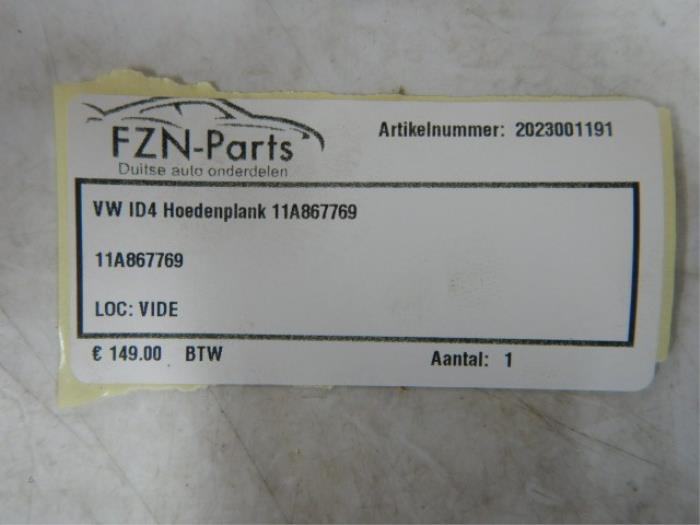 FZN-Parts
Duitse auto onderdelen
Artikelnummer: 2023001191
VW ID4 Hoedenplank 11A867769
11A867769
LOC: VIDE
€ 149.00 BTW
Aantal: 1